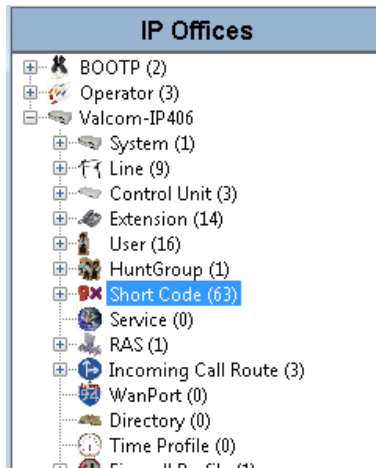 IP Offices
BOOTP (2)
Operator (3)
Valcom-IP406
System (1)
Line (9)
Control Unit (3)
Extension (14)
User (16)
HuntGroup (1)
9x Short Code (63)
Service (0)
RAS (1)
Incoming Call Route (3)
94 WanPort (0)
Directory (0)
Time Profile (0)